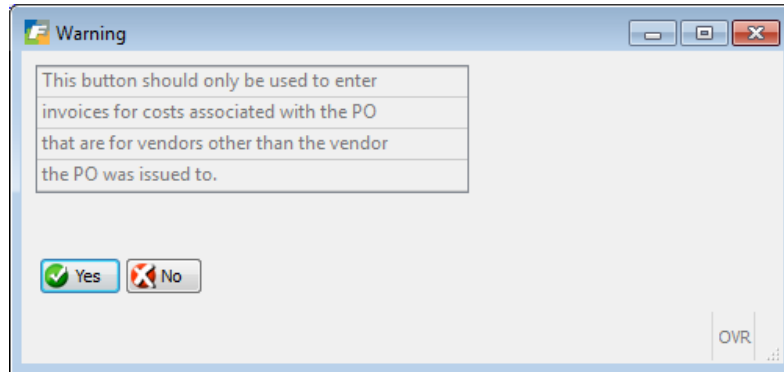 Warning
This button should only be used to enter
invoices for costs associated with the PO
that are for vendors other than the vendor
the PO was issued to.
Yes No
OVR